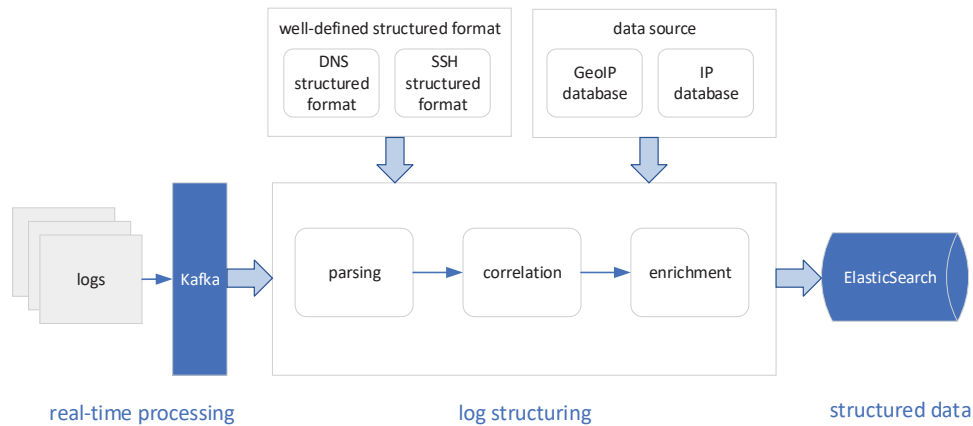 well-defined structured format
DNS
structured
format
SSH
structured
format
data source
GeoIP
database
IP
database
logs
Kafka
parsing
correlation
enrichment
ElasticSearch
real-time processing
log structuring
structured data